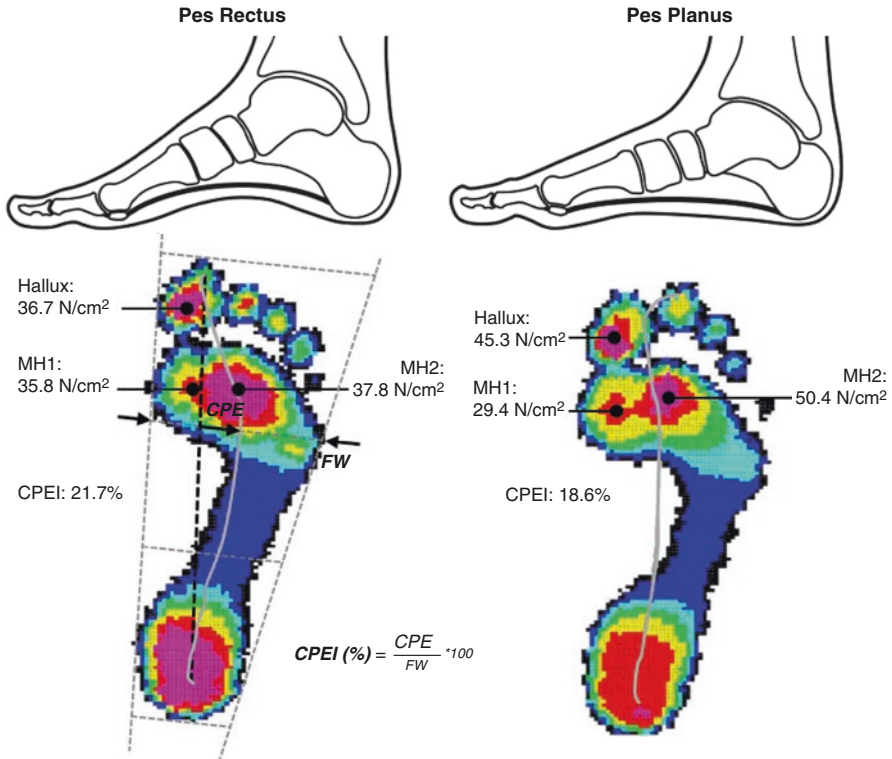 Pes Rectus
Pes Planus
Hallux:
36.7 N/cm²
MH1:
35.8 N/cm²
MH2:
37.8 N/cm²
CPE
FW
CPEI: 21.7%
CPEI (%) = CPE / FW *100
Hallux:
45.3 N/cm²
MH1:
29.4 N/cm²
MH2:
50.4 N/cm²
CPEI: 18.6%